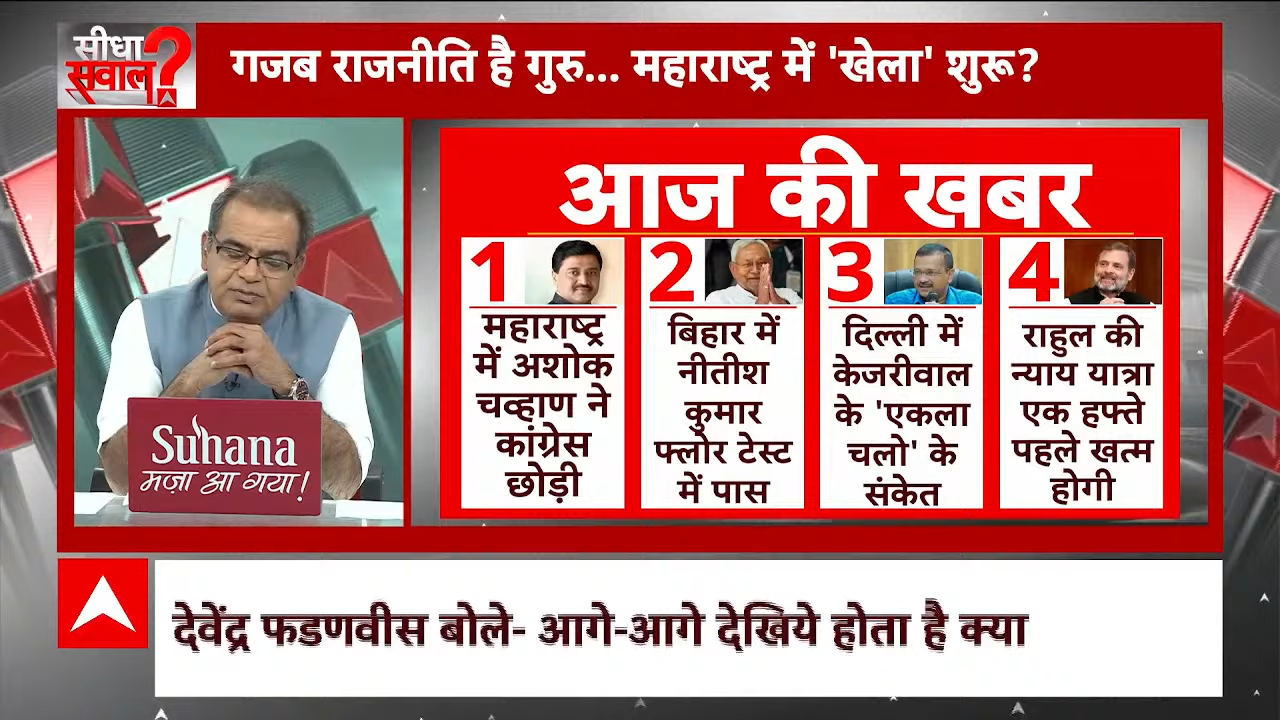 सीधा
सवाल?
गजब राजनीति है गुरु... महाराष्ट्र में 'खेला' शुरू?
आज की खबर
1
महाराष्ट्र
में अशोक
चव्हाण ने
कांग्रेस
छोड़ी
2
बिहार में
नीतीश
कुमार
फ्लोर टेस्ट
में पास
3
दिल्ली में
केजरीवाल
के 'एकला
चलो' के
संकेत
4
राहुल की
न्याय यात्रा
एक हफ्ते
पहले खत्म
होगी
Suhana
मज़ा आ गया!
देवेंद्र फडणवीस बोले- आगे-आगे देखिये होता है क्या